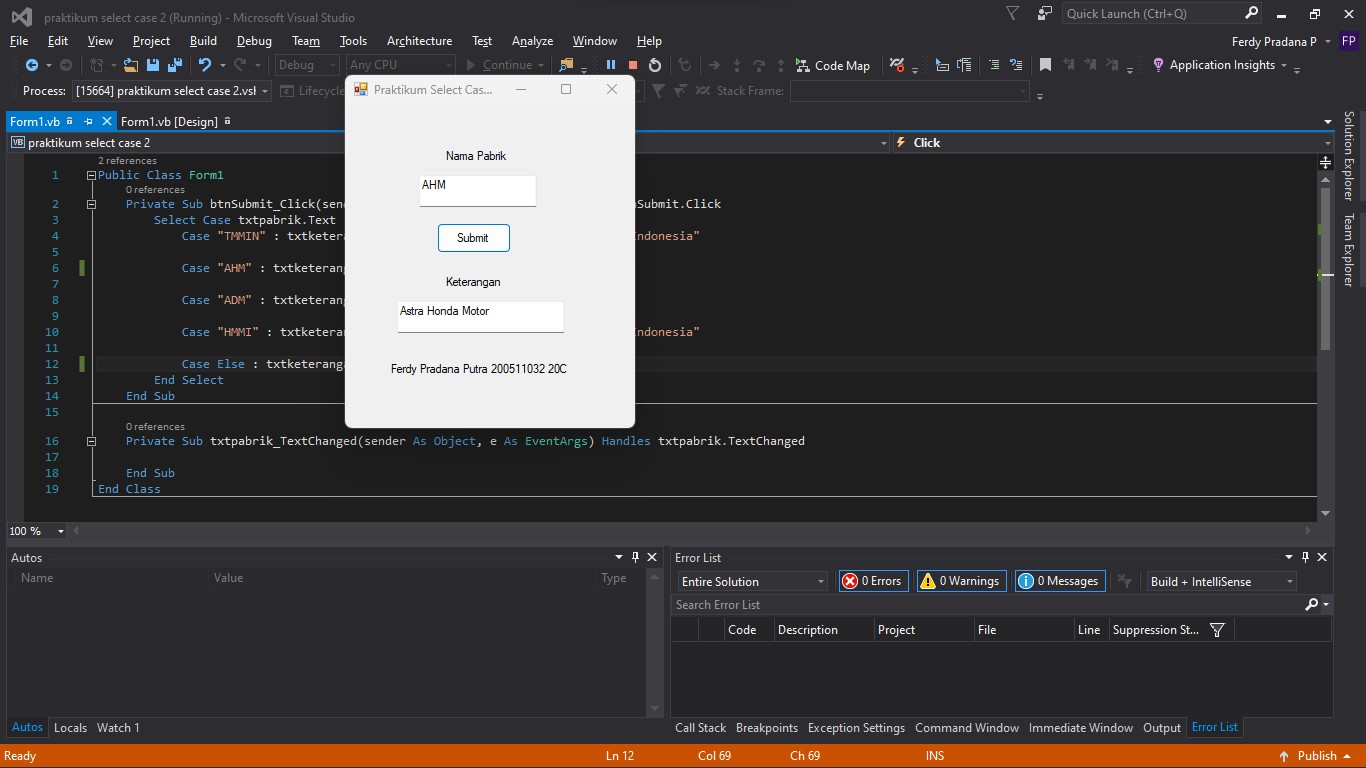 praktikum select case 2 (Running) - Microsoft Visual Studio
Quick Launch (Ctrl+Q)
File Edit View Project Build Debug Team Tools Architecture Test Analyze Window Help
Ferdy Pradana P FP
Debug Any CPU Continue Code Map Application Insights
Process: [15664] praktikum select case 2.vsh Lifecycle Stack Frame:
Praktikum Select Cas...
Form1.vb Form1.vb [Design]
praktikum select case 2 Click
Nama Pabrik
AHM
Submit
Keterangan
Astra Honda Motor
Ferdy Pradana Putra 200511032 20C
2 references
1 Public Class Form1
0 references
2 Private Sub btnSubmit_Click(send Submit.Click
3 Select Case txtpabrik.Text
4 Case "TMMIN" : txtketera Indonesia"
5
6 Case "AHM" : txtketerang
7
8 Case "ADM" : txtketerang
9
10 Case "HMMI" : txtketeran Indonesia"
11
12 Case Else : txtketeranga
13 End Select
14 End Sub
15
0 references
16 Private Sub txtpabrik_TextChanged(sender As Object, e As EventArgs) Handles txtpabrik.TextChanged
17
18 End Sub
19 End Class
Solution Explorer
Team Explorer
100 %
Autos
Name Value Type
Autos Locals Watch 1
Error List
Entire Solution 0 Errors 0 Warnings 0 Messages Build + IntelliSense
Search Error List
Code Description Project File Line Suppression St...
Call Stack Breakpoints Exception Settings Command Window Immediate Window Output Error List
Ready Ln 12 Col 69 Ch 69 INS Publish